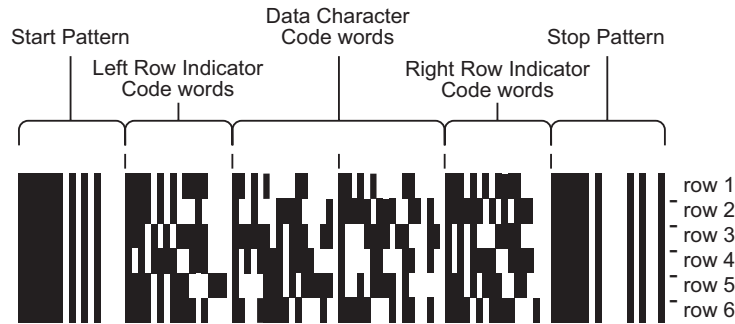 Data Character
Code words
Start Pattern
Stop Pattern
Left Row Indicator
Code words
Right Row Indicator
Code words
row 1
row 2
row 3
row 4
row 5
row 6